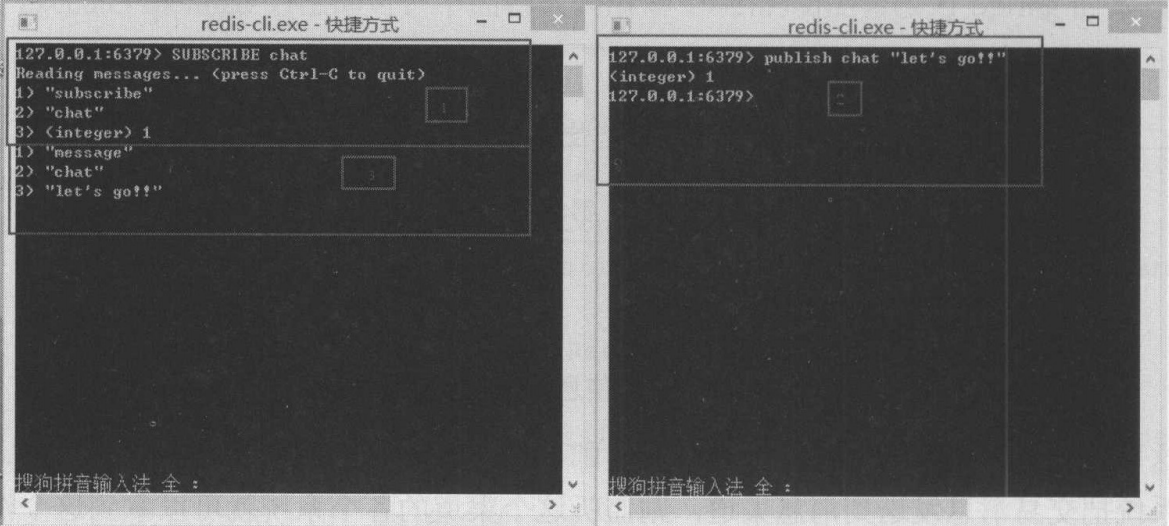 redis-cli.exe - 快捷方式
127.0.0.1:6379> SUBSCRIBE chat
Reading messages... (press Ctrl-C to quit)
1) "subscribe"
2) "chat"
1
3) (integer) 1
1) "message"
2) "chat"
3
3) "let's go!!"
搜狗拼音输入法 全 :
redis-cli.exe - 快捷方式
127.0.0.1:6379> publish chat "let's go!!"
(integer) 1
127.0.0.1:6379>
2
搜狗拼音输入法 全 :